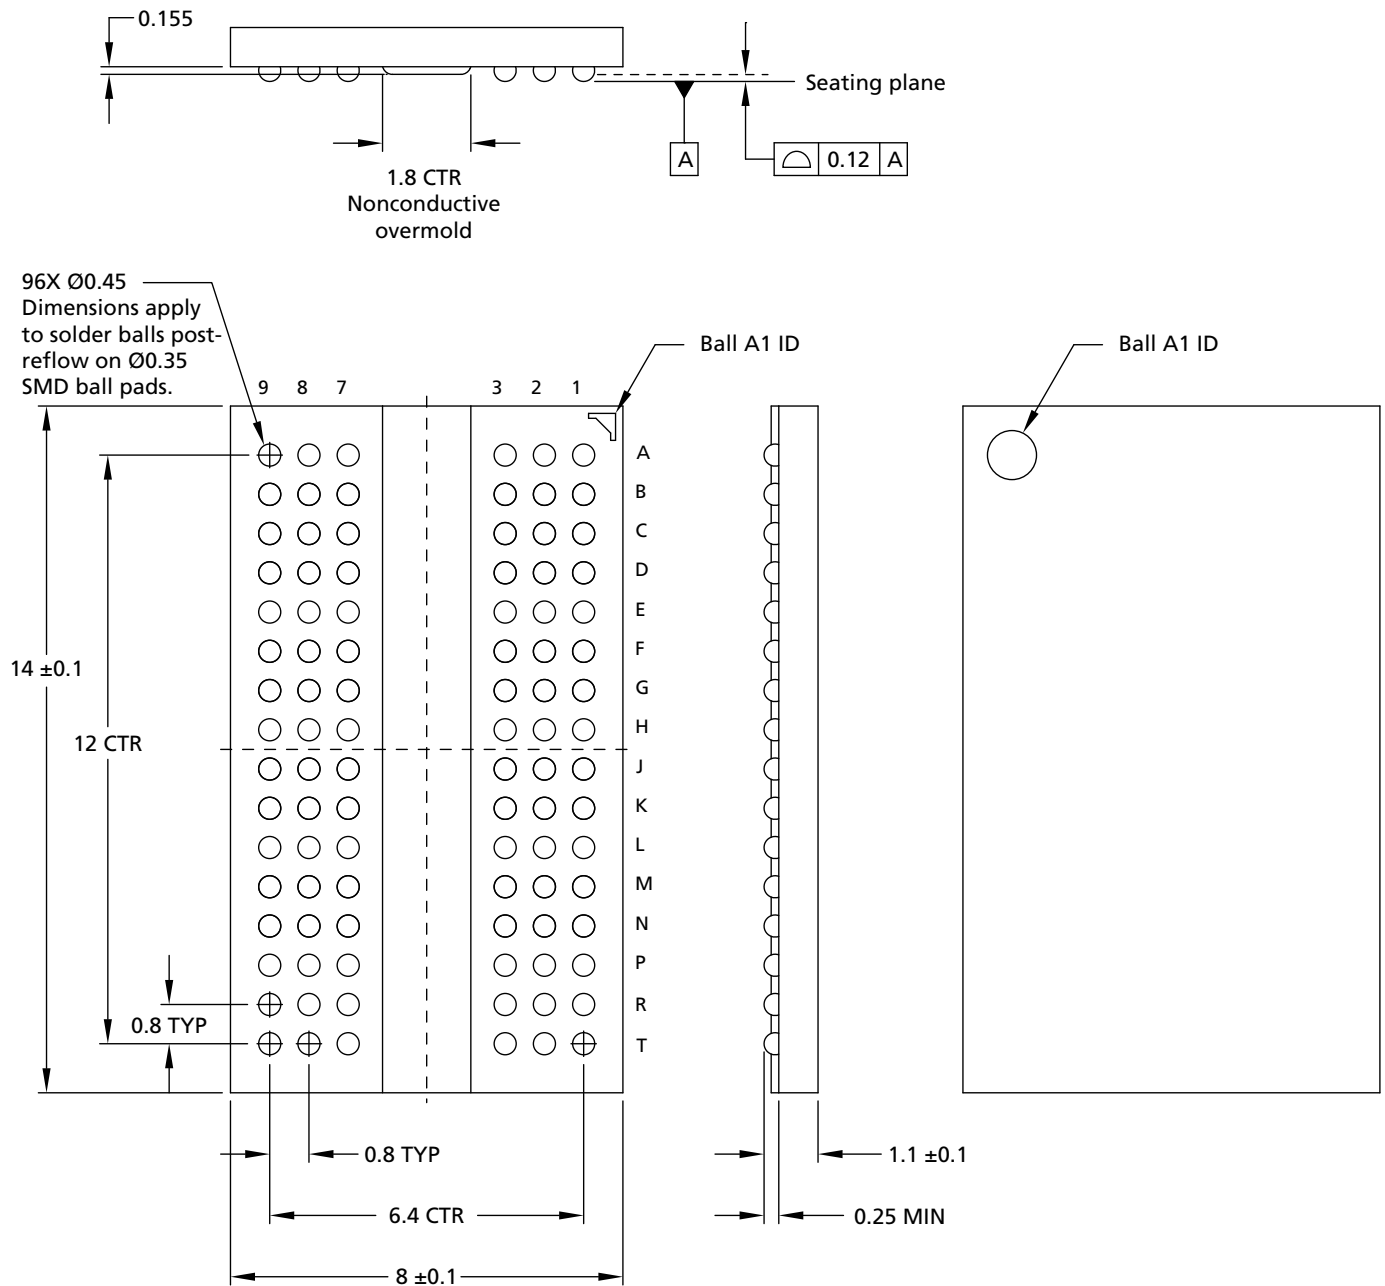 0.155
Seating plane
A
0.12 A
1.8 CTR
Nonconductive
overmold
96X Ø0.45
Dimensions apply
to solder balls post-
reflow on Ø0.35
SMD ball pads.
Ball A1 ID
Ball A1 ID
9 8 7 3 2 1
A
B
C
D
E
F
G
H
J
K
L
M
N
P
R
T
14 ±0.1
12 CTR
0.8 TYP
0.8 TYP
1.1 ±0.1
6.4 CTR
0.25 MIN
8 ±0.1